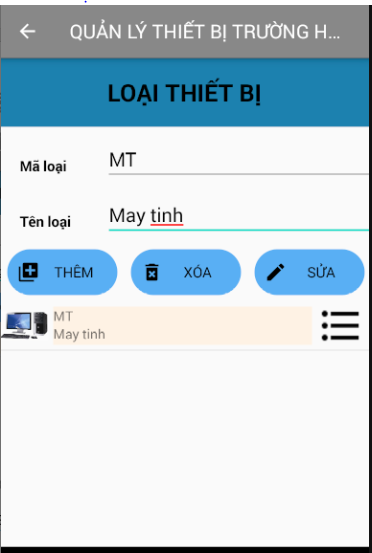 QUẢN LÝ THIẾT BỊ TRƯỜNG H...
LOẠI THIẾT BỊ
Mã loại MT
Tên loại May tinh
THÊM XÓA SỬA
MT
May tinh